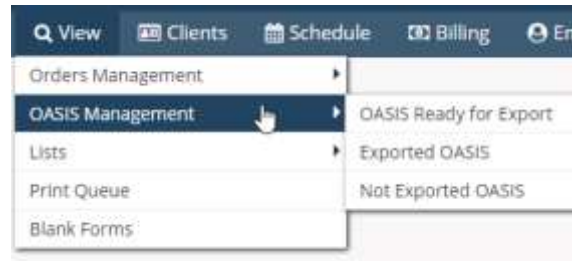 View Clients Schedule Billing
Orders Management
OASIS Management
OASIS Ready for Export
Lists
Exported OASIS
Print Queue
Not Exported OASIS
Blank Forms